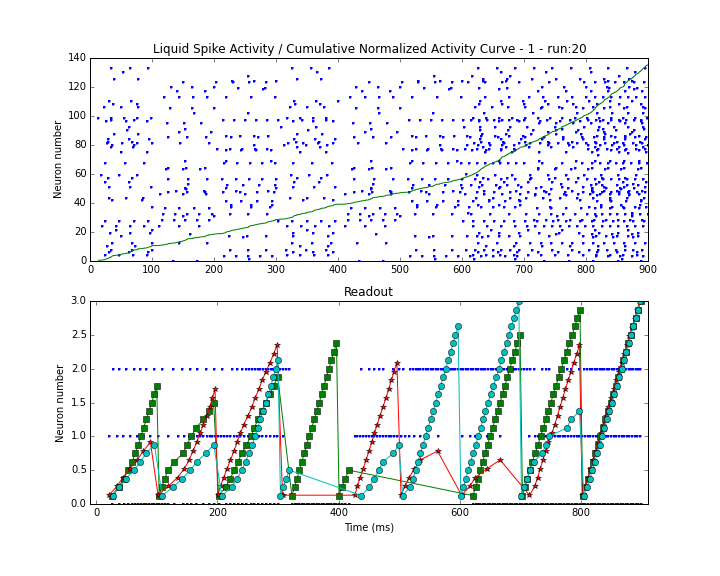 Liquid Spike Activity / Cumulative Normalized Activity Curve - 1 - run:20
140
120
100
80
60
40
20
0
Neuron number
0 100 200 300 400 500 600 700 800 900
Readout
3.0
2.5
2.0
1.5
1.0
0.5
0.0
Neuron number
0 200 400 600 800
Time (ms)